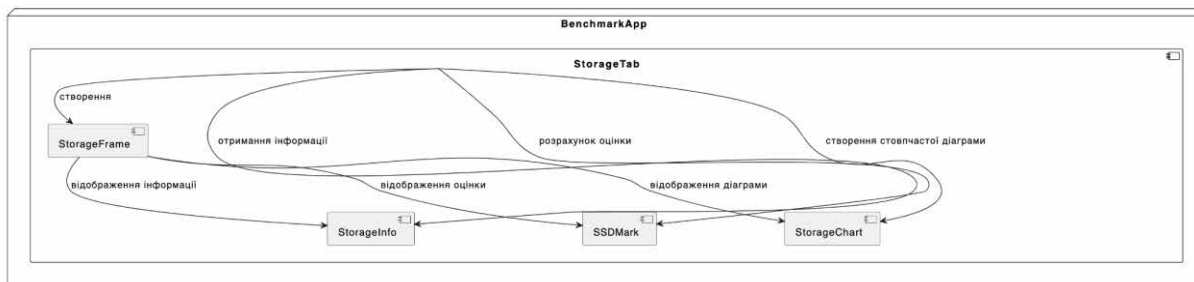 BenchmarkApp
StorageTab
створення
StorageFrame
отримання інформації
розрахунок оцінки
створення стовпчастої діаграми
відображення інформації
відображення оцінки
відображення діаграми
StorageInfo
SSDMark
StorageChart